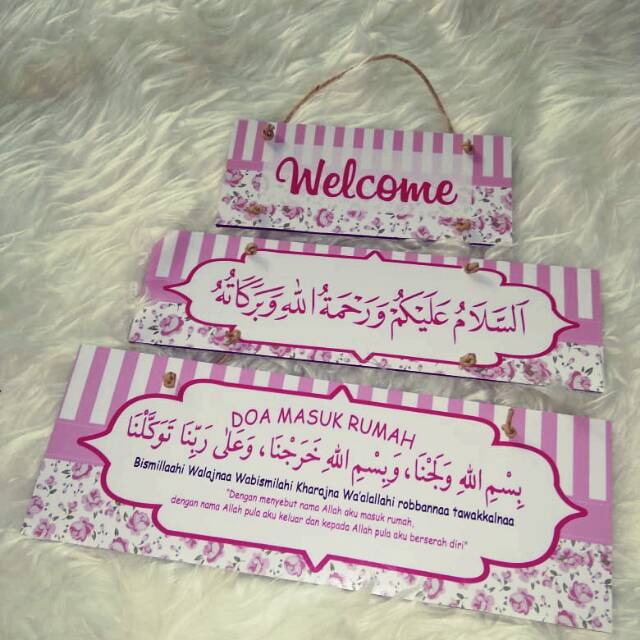 Welcome
اَلسَّلَامُ عَلَيْكُمْ وَرَحْمَةُ اللهِ وَبَرَكَاتُهُ
DOA MASUK RUMAH
بِسْمِ اللهِ وَلَجْنَا، وَبِسْمِ اللهِ خَرَجْنَا، وَعَلَى رَبِّنَا تَوَكَّلْنَا
Bismillaahi Walajnaa Wabismilahi Kharajna Wa'alallahi robbannaa tawakkalnaa
"Dengan menyebut nama Allah aku masuk rumah,
dengan nama Allah pula aku keluar dan kepada Allah pula aku berserah diri"